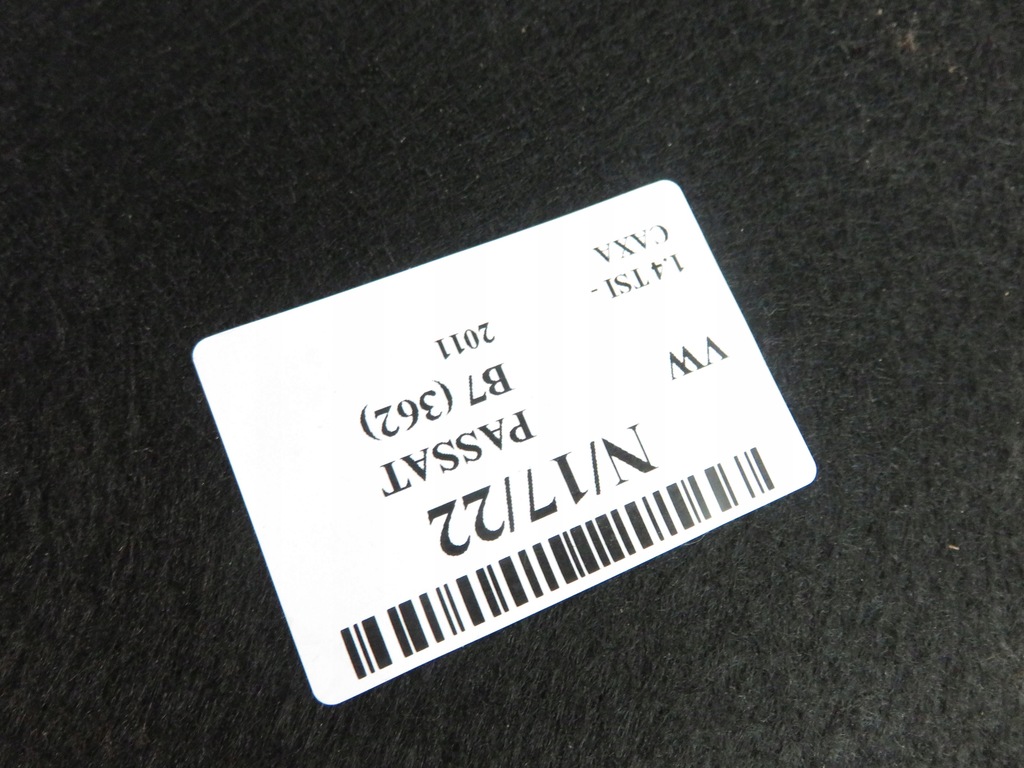 N/17/22
VW
PASSAT
B7 (362)
2011
1.4 TSI -
CAXA